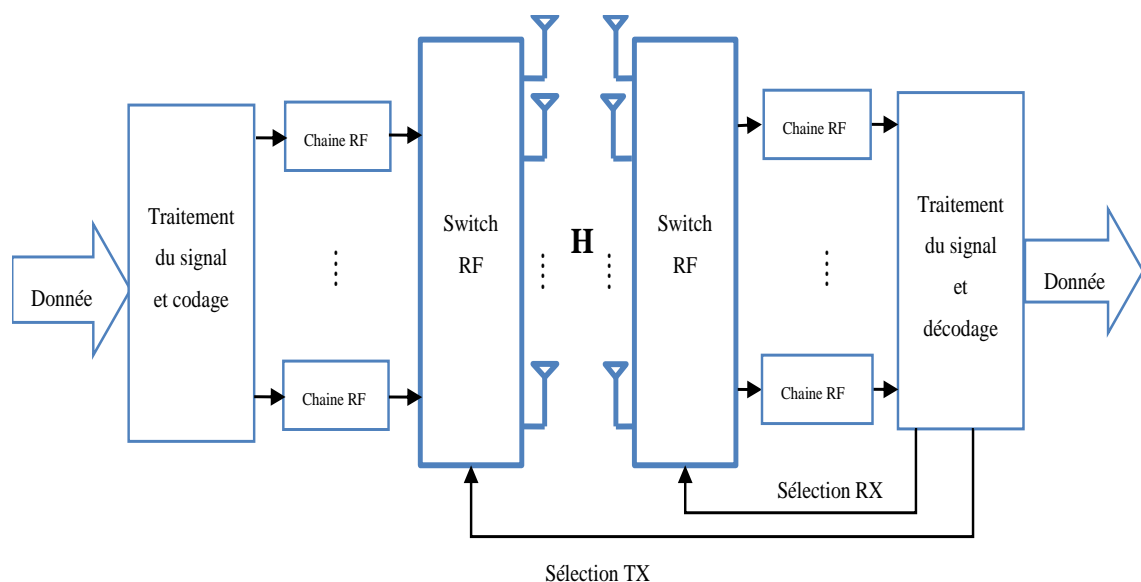 Donnée
Traitement
du signal
et codage
Chaine RF
Chaine RF
Switch
RF
H
Switch
RF
Chaine RF
Chaine RF
Traitement
du signal
et
décodage
Donnée
Sélection RX
Sélection TX